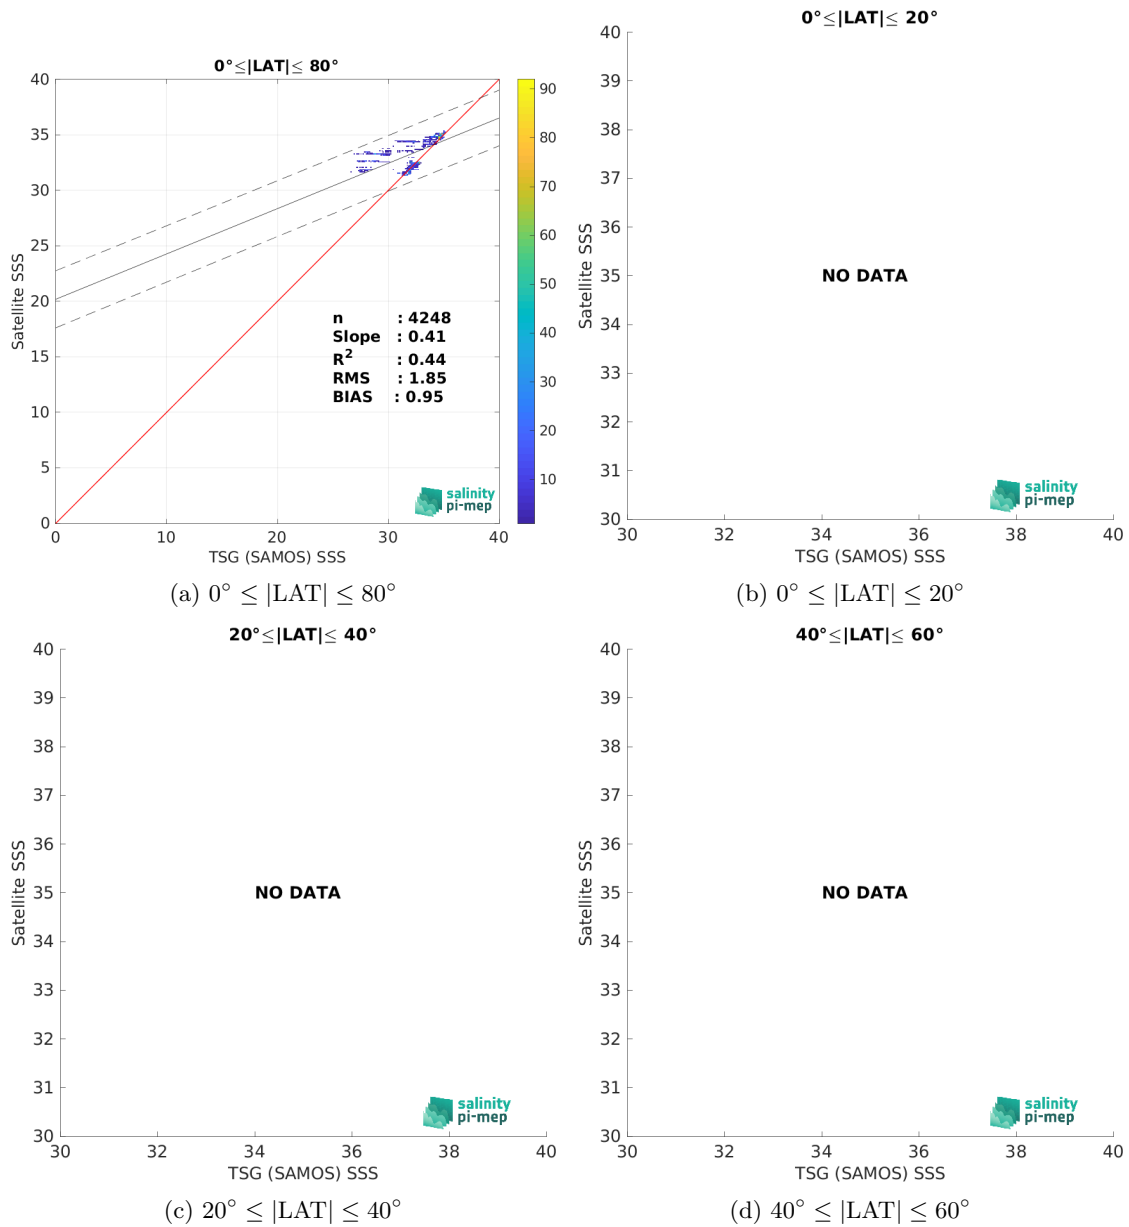 0°≤|LAT|≤ 80°
40
35
30
25
20
15
10
5
0
Satellite SSS
0 10 20 30 40
TSG (SAMOS) SSS
n : 4248
Slope : 0.41
R² : 0.44
RMS : 1.85
BIAS : 0.95
salinity
pi-mep
90
80
70
60
50
40
30
20
10
(a) 0° ≤ |LAT| ≤ 80°
0°≤|LAT|≤ 20°
40
39
38
37
36
35
34
33
32
31
30
Satellite SSS
NO DATA
salinity
pi-mep
30 32 34 36 38 40
TSG (SAMOS) SSS
(b) 0° ≤ |LAT| ≤ 20°
20°≤|LAT|≤ 40°
40
39
38
37
36
35
34
33
32
31
30
Satellite SSS
NO DATA
salinity
pi-mep
30 32 34 36 38 40
TSG (SAMOS) SSS
(c) 20° ≤ |LAT| ≤ 40°
40°≤|LAT|≤ 60°
40
39
38
37
36
35
34
33
32
31
30
Satellite SSS
NO DATA
salinity
pi-mep
30 32 34 36 38 40
TSG (SAMOS) SSS
(d) 40° ≤ |LAT| ≤ 60°